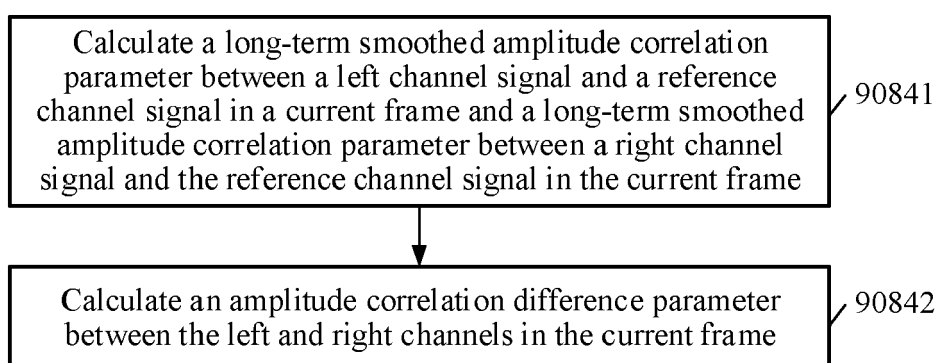 Calculate a long-term smoothed amplitude correlation
parameter between a left channel signal and a reference
channel signal in a current frame and a long-term smoothed
amplitude correlation parameter between a right channel
signal and the reference channel signal in the current frame
90841
Calculate an amplitude correlation difference parameter
between the left and right channels in the current frame
90842